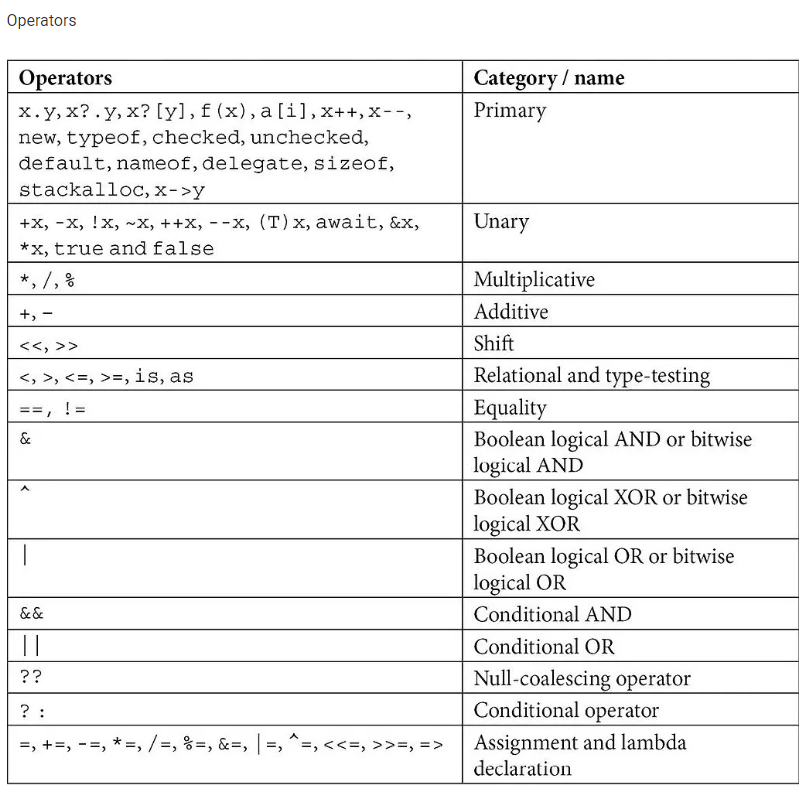 Operators
Operators Category / name
x.y, x?.y, x?[y], f(x), a[i], x++, x--, Primary
new, typeof, checked, unchecked,
default, nameof, delegate, sizeof,
stackalloc, x->y
+x, -x, !x, ~x, ++x, --x, (T)x, await, &x, Unary
*x, true and false
*, /, % Multiplicative
+, − Additive
<<, >> Shift
<, >, <=, >=, is, as Relational and type-testing
==, != Equality
& Boolean logical AND or bitwise
logical AND
^ Boolean logical XOR or bitwise
logical XOR
| Boolean logical OR or bitwise
logical OR
&& Conditional AND
|| Conditional OR
?? Null-coalescing operator
? : Conditional operator
=, +=, -=, *=, /=, %=, &=, |=, ^=, <<=, >>=, => Assignment and lambda
declaration